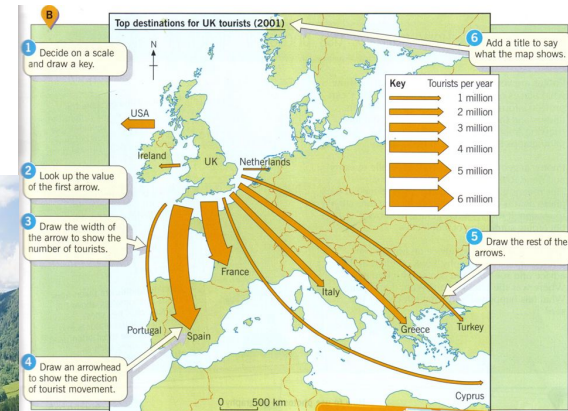 B
Top destinations for UK tourists (2001)
1 Decide on a scale
and draw a key.
6 Add a title to say
what the map shows.
N
Key Tourists per year
1 million
2 million
3 million
4 million
5 million
6 million
USA
Ireland
UK
Netherlands
2 Look up the value
of the first arrow.
3 Draw the width of
the arrow to show the
number of tourists.
5 Draw the rest of the
arrows.
France
Italy
Portugal
Spain
Greece
Turkey
4 Draw an arrowhead
to show the direction
of tourist movement.
Cyprus
0 500 km